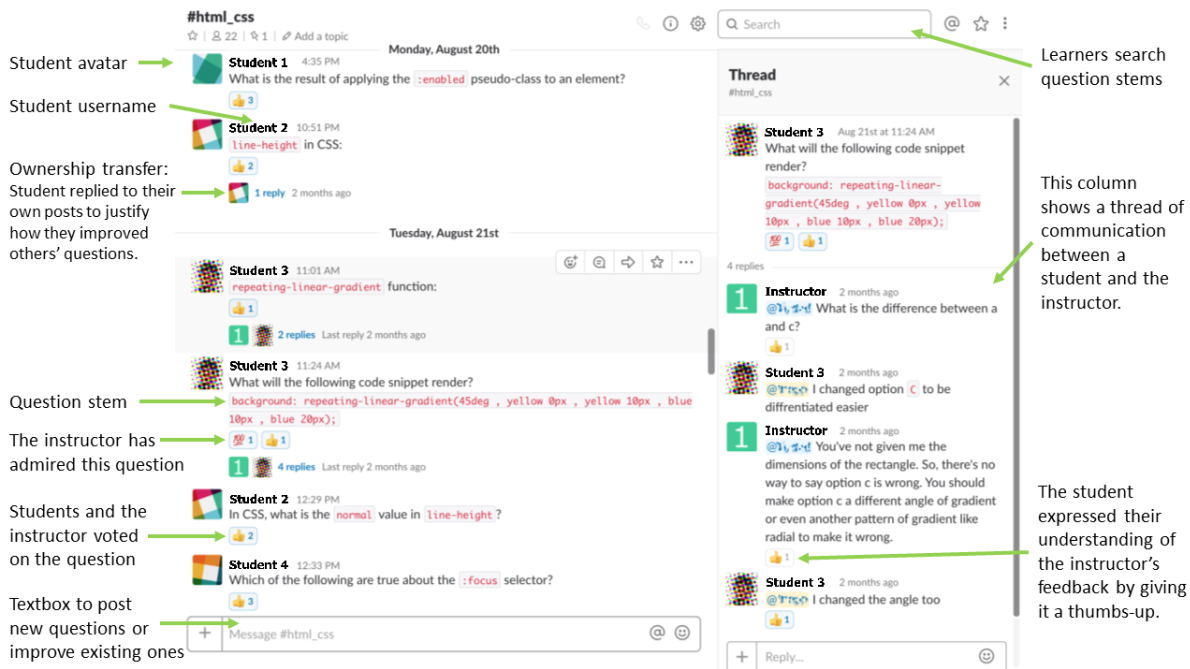 #html_css
22 | 1 | Add a topic
Search
Student avatar
Student username
Ownership transfer:
Student replied to their
own posts to justify
how they improved
others' questions.
Question stem
The instructor has
admired this question
Students and the
instructor voted
on the question
Textbox to post
new questions or
improve existing ones
Monday, August 20th
Student 1 4:35 PM
What is the result of applying the :enabled pseudo-class to an element?
3
Student 2 10:51 PM
line-height in CSS:
2
1 reply 2 months ago
Tuesday, August 21st
Student 3 11:01 AM
repeating-linear-gradient function:
1
1 2 replies Last reply 2 months ago
Student 3 11:24 AM
What will the following code snippet render?
background: repeating-linear-gradient(45deg , yellow 0px , yellow 10px , blue
10px , blue 20px);
1 1
1 4 replies Last reply 2 months ago
Student 2 12:29 PM
In CSS, what is the normal value in line-height?
2
Student 4 12:33 PM
Which of the following are true about the :focus selector?
3
+ Message #html_css @
Thread
#html_css
Student 3 Aug 21st at 11:24 AM
What will the following code snippet
render?
background: repeating-linear-
gradient(45deg , yellow 0px , yellow
10px , blue 10px , blue 20px);
100 1 1
4 replies
1 Instructor 2 months ago
What is the difference between a
and c?
1
Student 3 2 months ago
I changed option C to be
diffrentiated easier
1 Instructor 2 months ago
You've not given me the
dimensions of the rectangle. So, there's no
way to say option c is wrong. You should
make option c a different angle of gradient
or even another pattern of gradient like
radial to make it wrong.
1
Student 3 2 months ago
I changed the angle too
1
+ Reply...
Learners search
question stems
This column
shows a thread of
communication
between a
student and the
instructor.
The student
expressed their
understanding of
the instructor's
feedback by giving
it a thumbs-up.